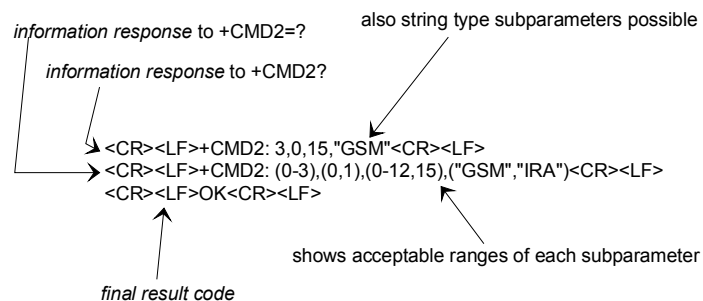 also string type subparameters possible
information response to +CMD2=?
information response to +CMD2?
<CR><LF>+CMD2: 3,0,15,"GSM"<CR><LF>
<CR><LF>+CMD2: (0-3),(0,1),(0-12,15),("GSM","IRA")<CR><LF>
<CR><LF>OK<CR><LF>
shows acceptable ranges of each subparameter
final result code